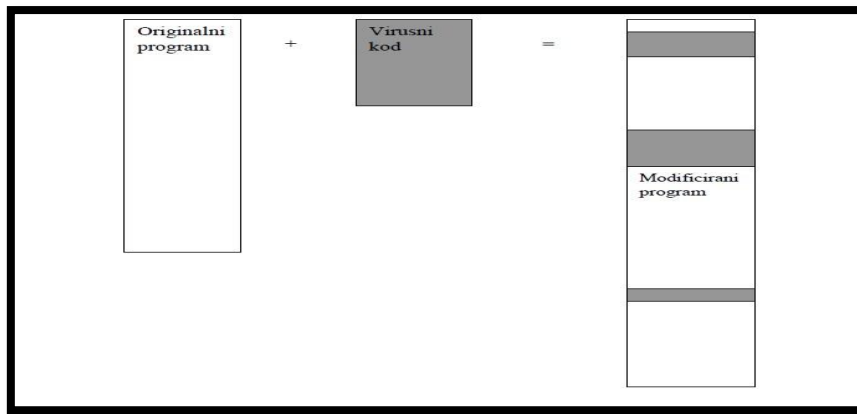 Originalni
program
+
Virusni
kod
=
Modificirani
program